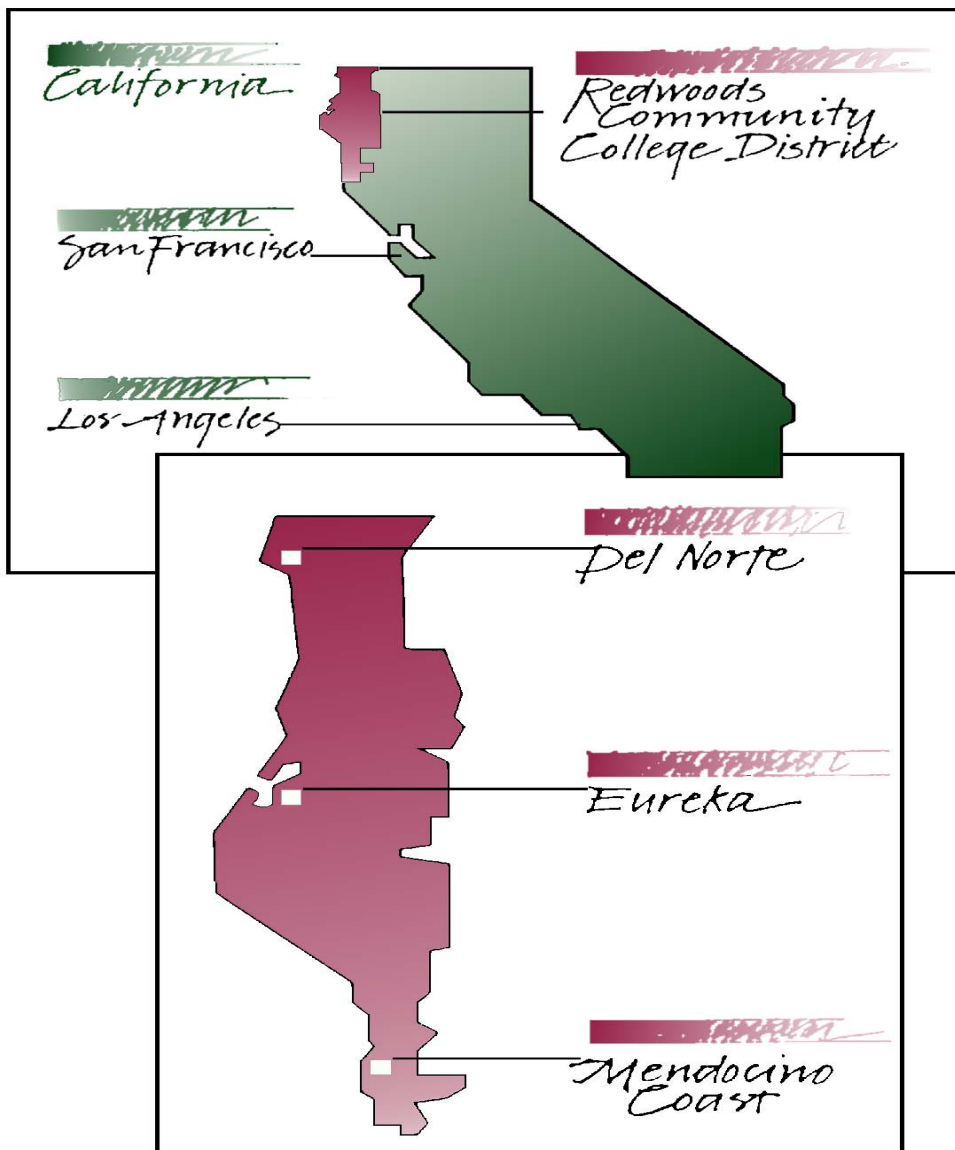 California
Redwoods
Community
College District
San Francisco
Los Angeles
Del Norte
Eureka
Mendocino
Coast